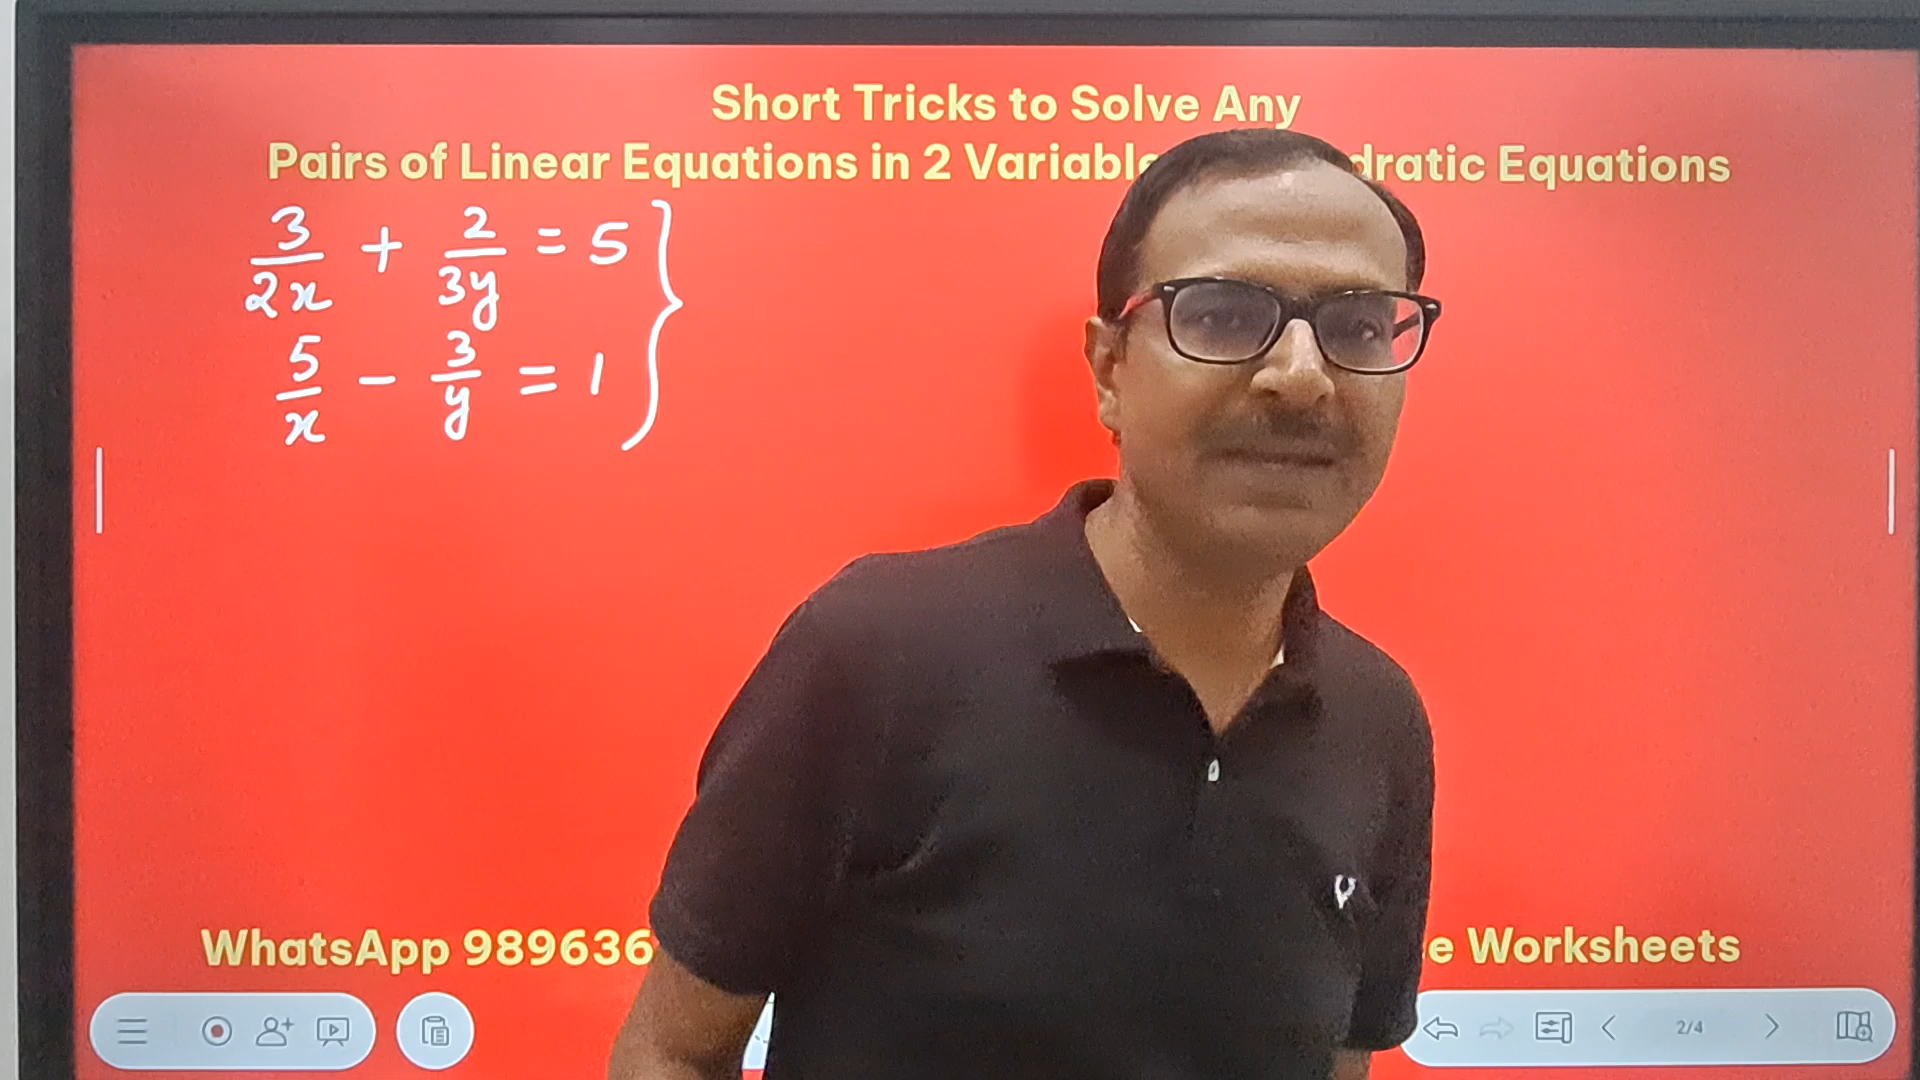 Short Tricks to Solve Any
Pairs of Linear Equations in 2 Variable dratic Equations
3/2x + 2/3y = 5
5/x - 3/y = 1
WhatsApp 989636 e Worksheets
2/4